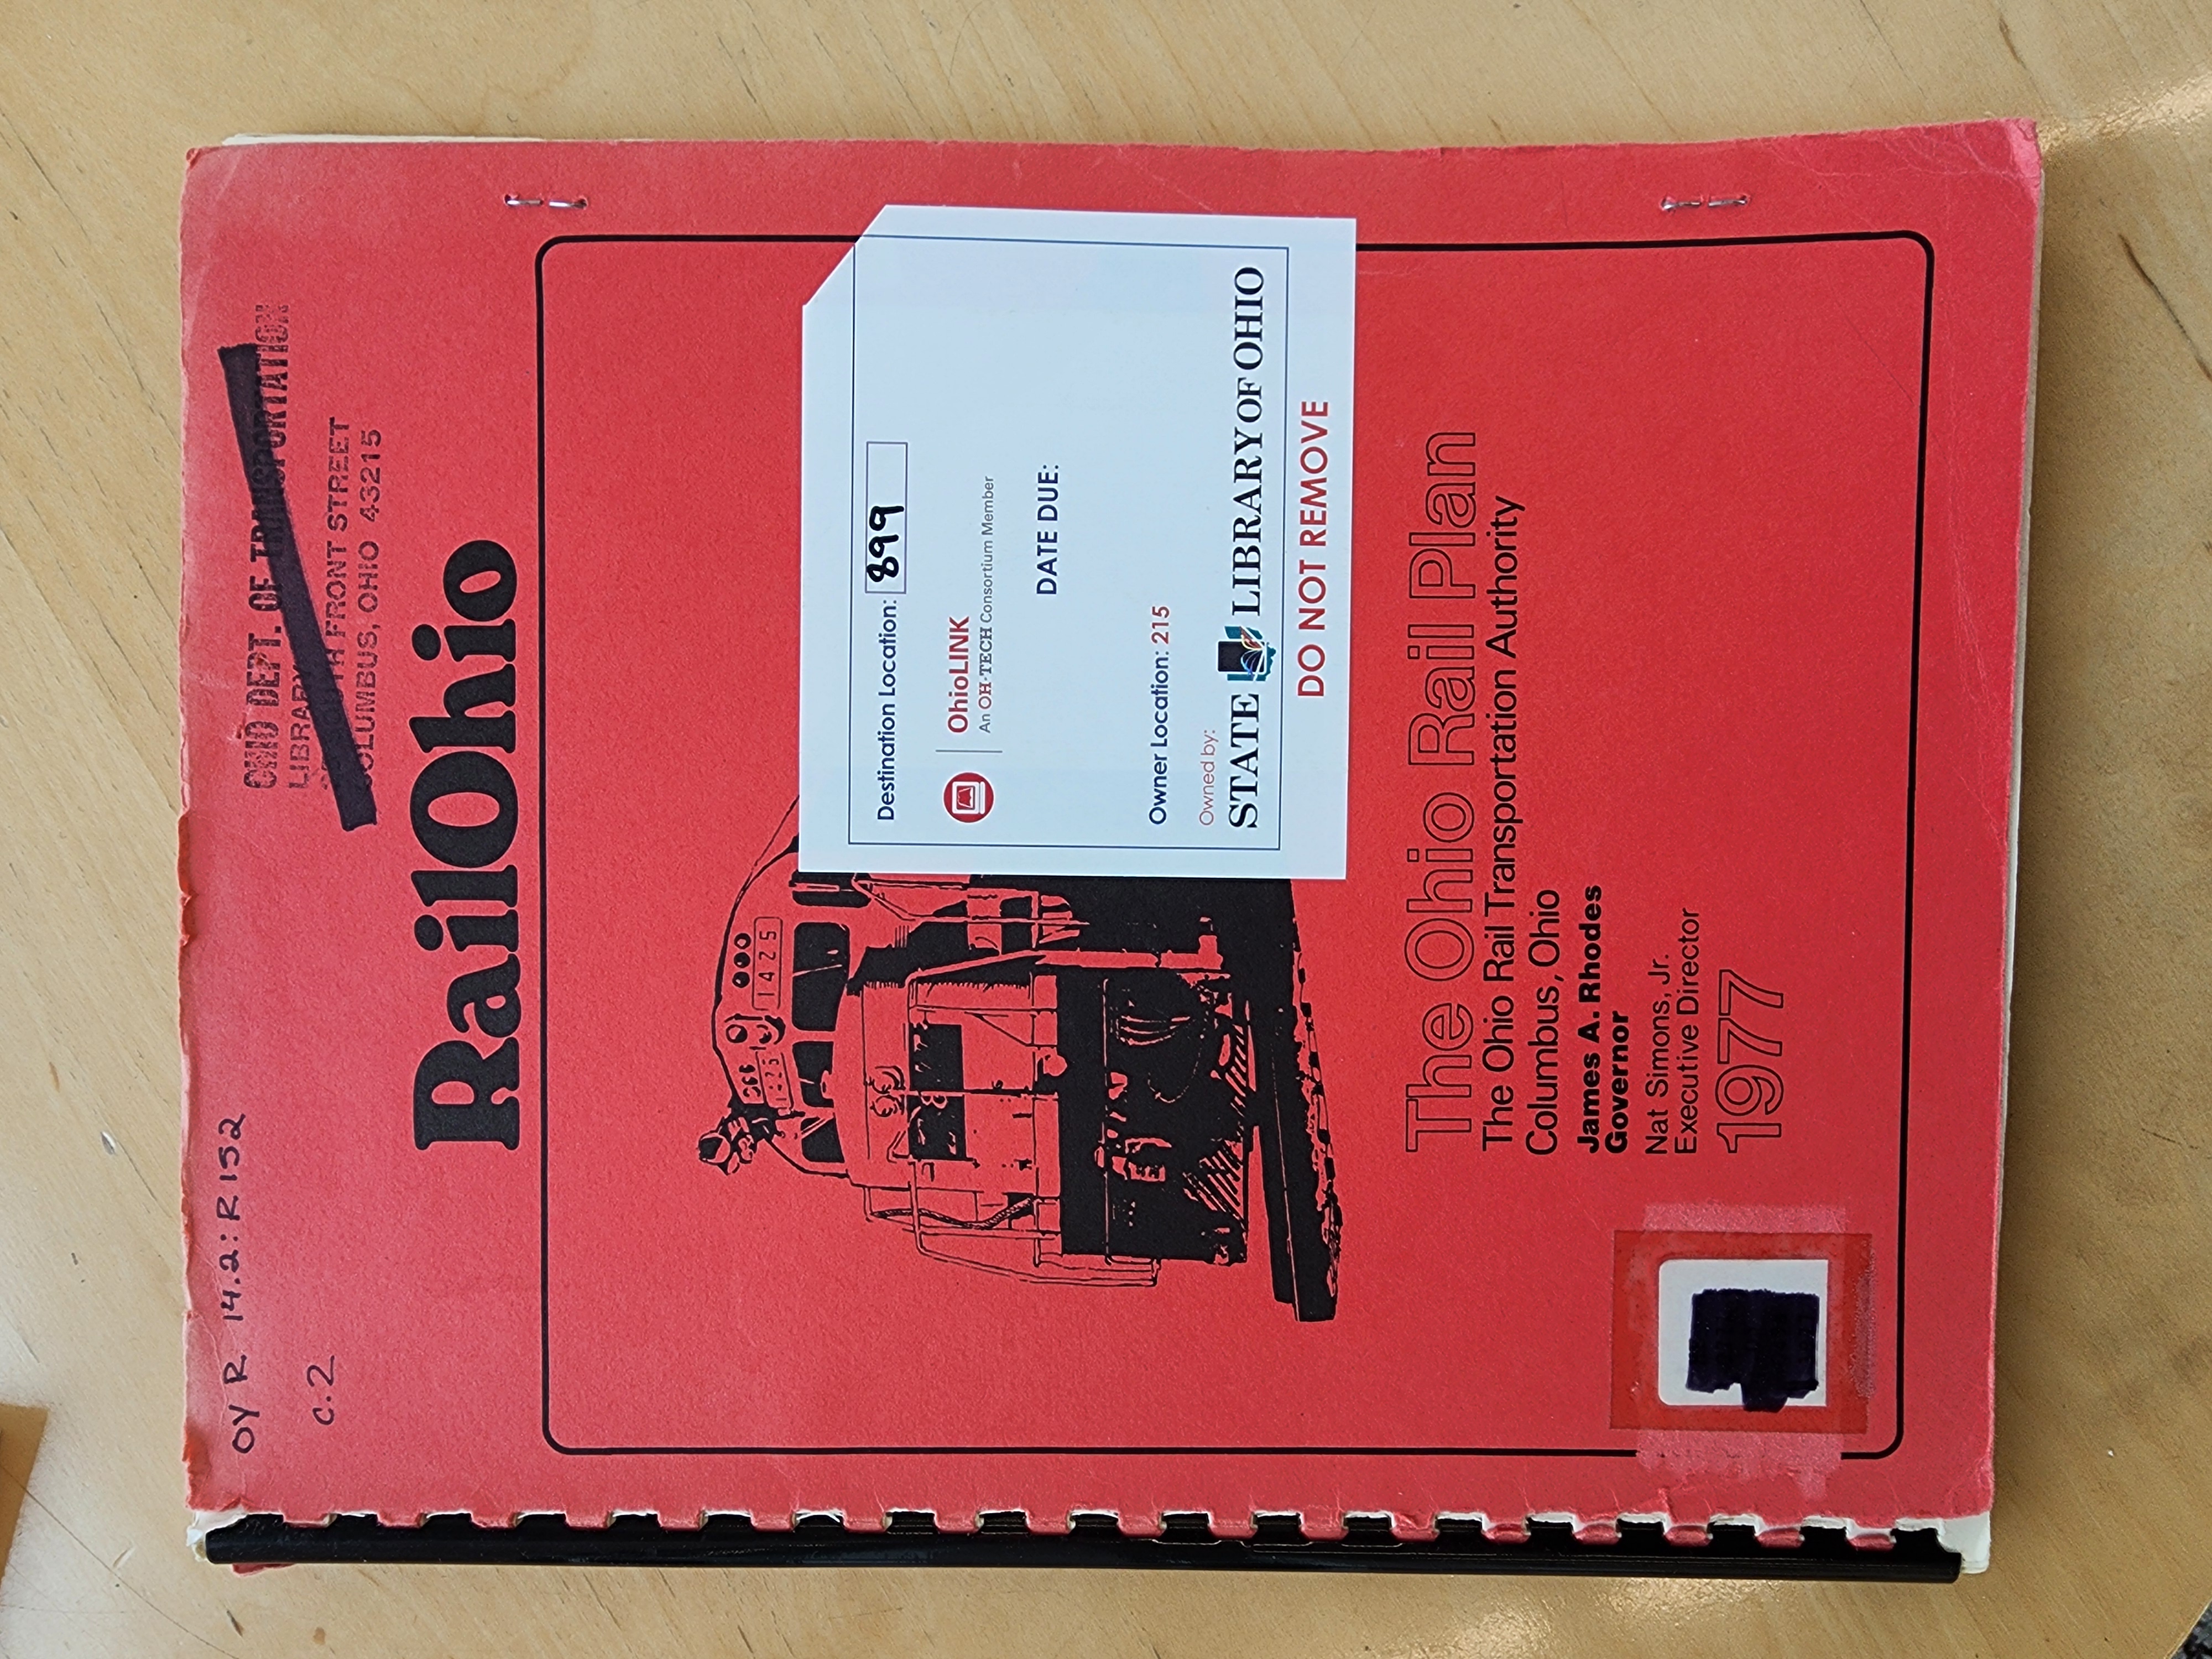 OHIO DEPT. OF TRANSPORTATION
LIBRARY
FRONT STREET
COLUMBUS, OHIO 43215
OY R 14.2:R152
c.2
RailOhio
1425
Destination Location: 899
OhioLINK
An OH·TECH Consortium Member
DATE DUE:
Owner Location: 215
Owned by:
STATE LIBRARY OF OHIO
DO NOT REMOVE
The Ohio Rail Plan
The Ohio Rail Transportation Authority
Columbus, Ohio
James A. Rhodes
Governor
Nat Simons, Jr.
Executive Director
1977